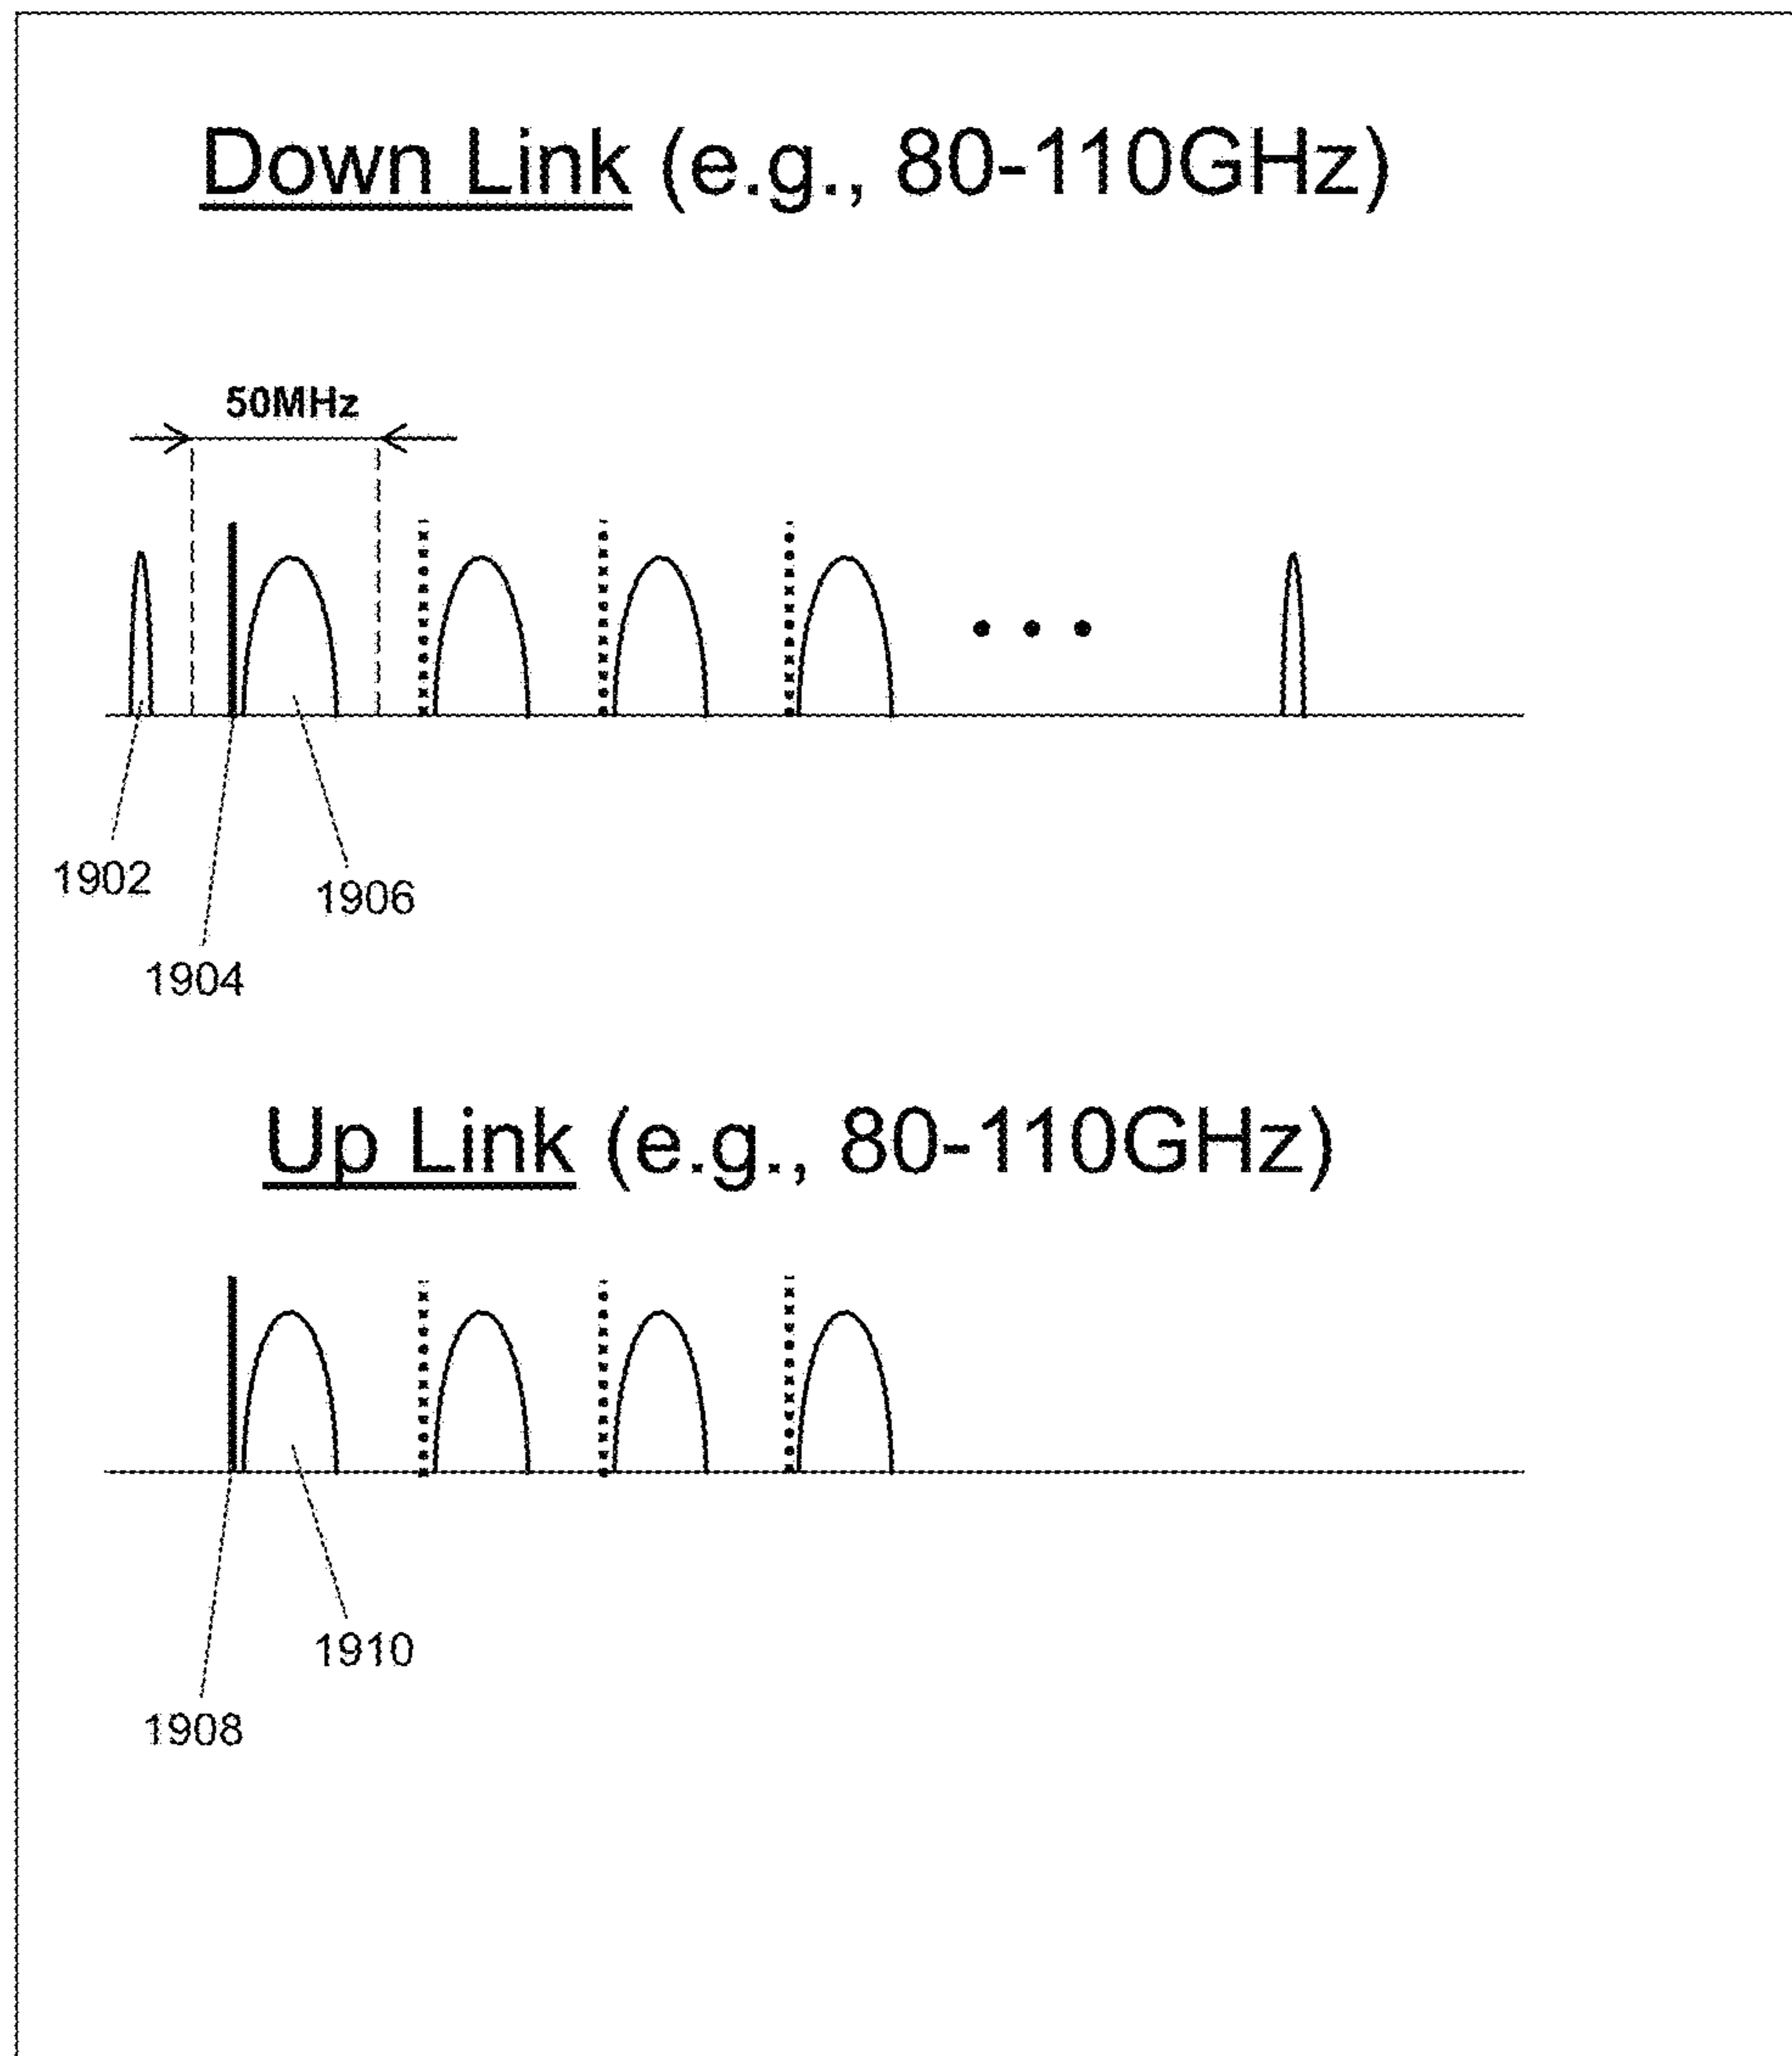 Down Link (e.g., 80-110GHz)
50MHz
1902
1906
1904
Up Link (e.g., 80-110GHz)
1910
1908